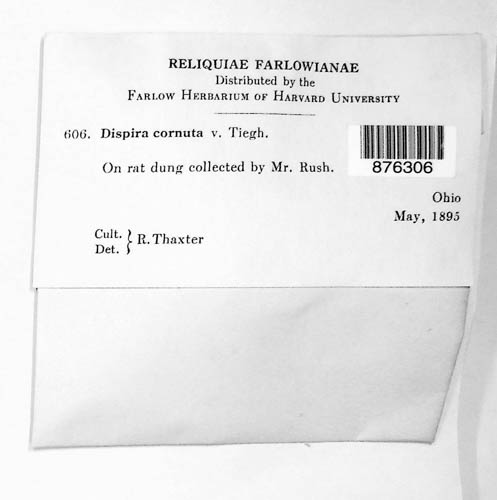 RELIQUIAE FARLOWIANAE
Distributed by the
FARLOW HERBARIUM OF HARVARD UNIVERSITY
606. Dispira cornuta v. Tiegh.
On rat dung collected by Mr. Rush.
876306
Ohio
May, 1895
Cult. } R. Thaxter
Det.